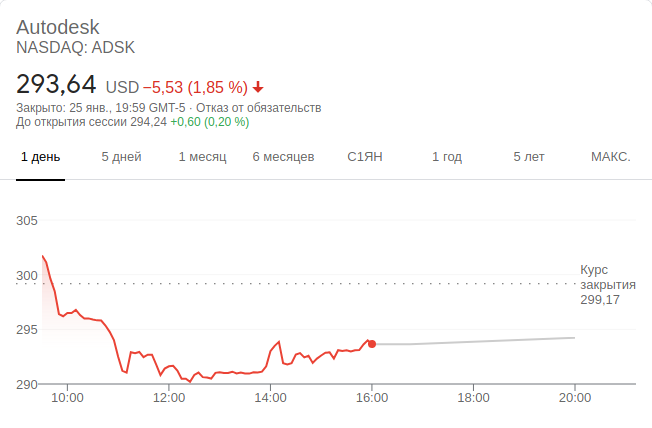 Autodesk
NASDAQ: ADSK
293,64 USD −5,53 (1,85 %)
Закрыто: 25 янв., 19:59 GMT-5 · Отказ от обязательств
До открытия сессии 294,24 +0,60 (0,20 %)
1 день 5 дней 1 месяц 6 месяцев С1ЯН 1 год 5 лет МАКС.
305
300
295
290
Курс
закрытия
299,17
10:00 12:00 14:00 16:00 18:00 20:00